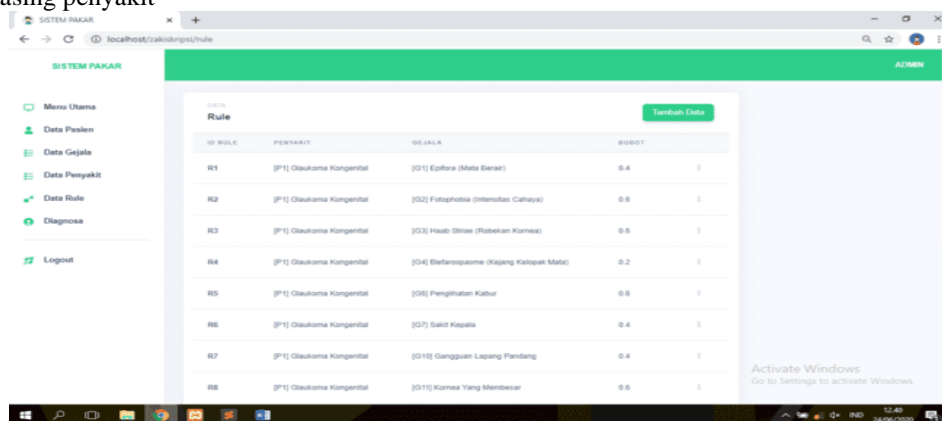 asing penyakit
SISTEM PAKAR
localhost/zakiskripsi/rule
SISTEM PAKAR
ADMIN
Menu Utama
Data Pasien
Data Gejala
Data Penyakit
Data Rule
Diagnosa
Logout
DATA
Rule
Tambah Data
ID RULE PENYAKIT GEJALA BOBOT
R1 [P1] Glaukoma Kongenital [G1] Epifora (Mata Berair) 0.4
R2 [P1] Glaukoma Kongenital [G2] Fotophobia (Intensitas Cahaya) 0.6
R3 [P1] Glaukoma Kongenital [G3] Haab Striae (Robekan Kornea) 0.6
R4 [P1] Glaukoma Kongenital [G4] Blefarospasme (Kejang Kelopak Mata) 0.2
R5 [P1] Glaukoma Kongenital [G6] Penglihatan Kabur 0.6
R6 [P1] Glaukoma Kongenital [G7] Sakit Kepala 0.4
R7 [P1] Glaukoma Kongenital [G10] Gangguan Lapang Pandang 0.4
R8 [P1] Glaukoma Kongenital [G11] Kornea Yang Membesar 0.6
Activate Windows
Go to Settings to activate Windows.
IND
12.40
24/06/2020